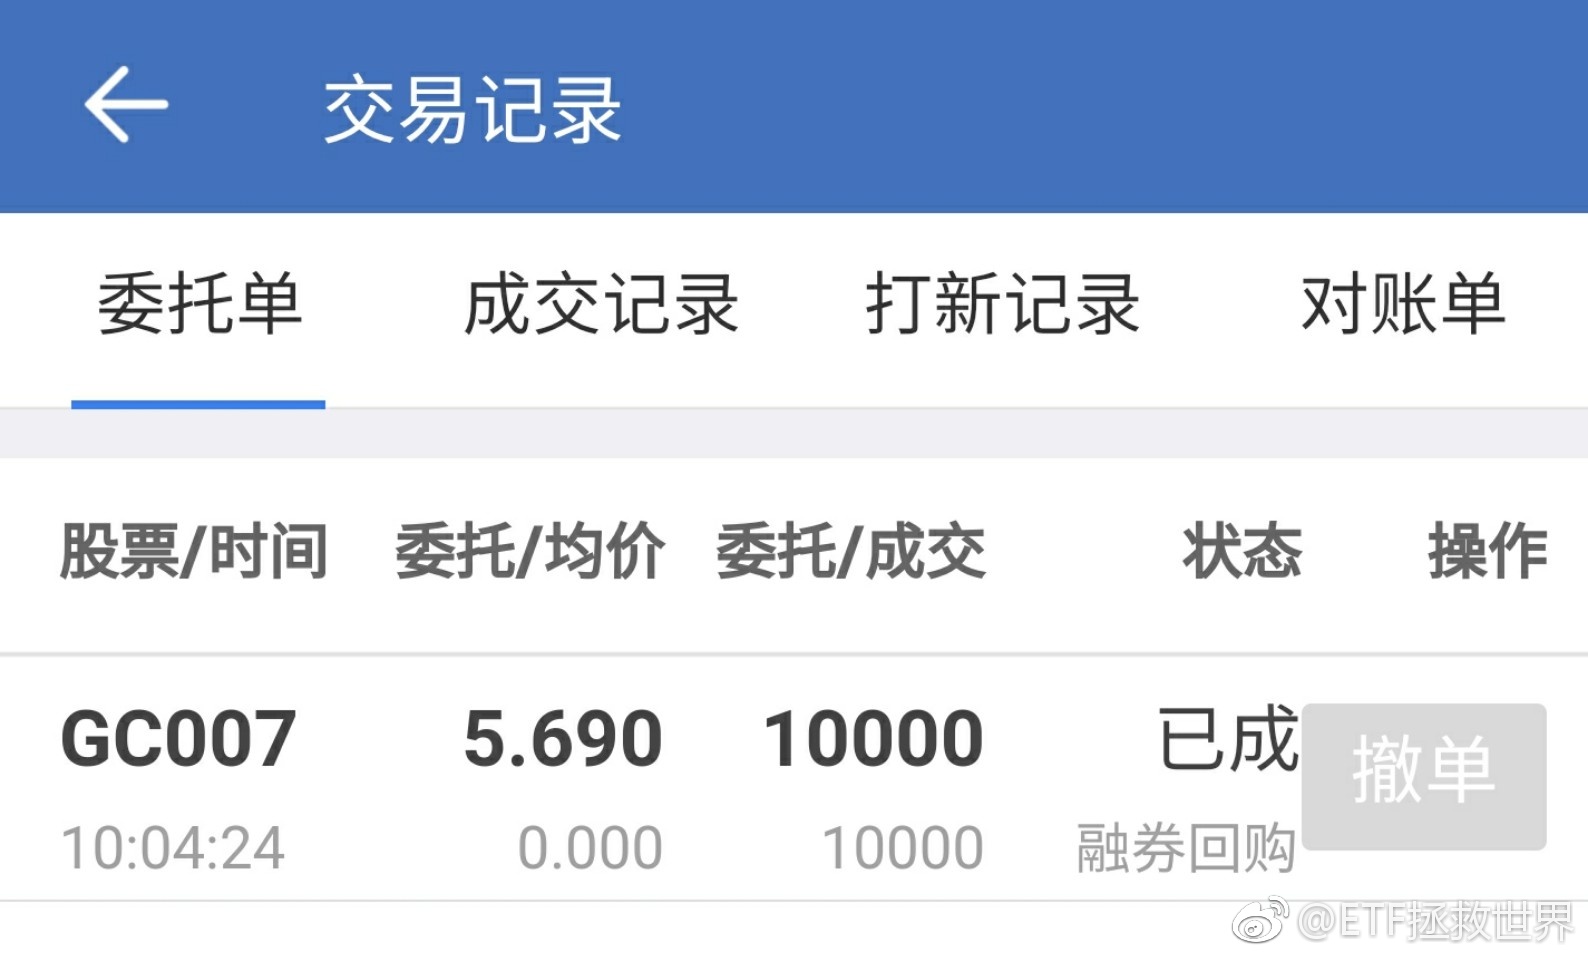 交易记录
委托单 成交记录 打新记录 对账单
股票/时间 委托/均价 委托/成交 状态 操作
GC007 5.690 10000 已成 撤单
10:04:24 0.000 10000 融券回购
@ETF拯救世界